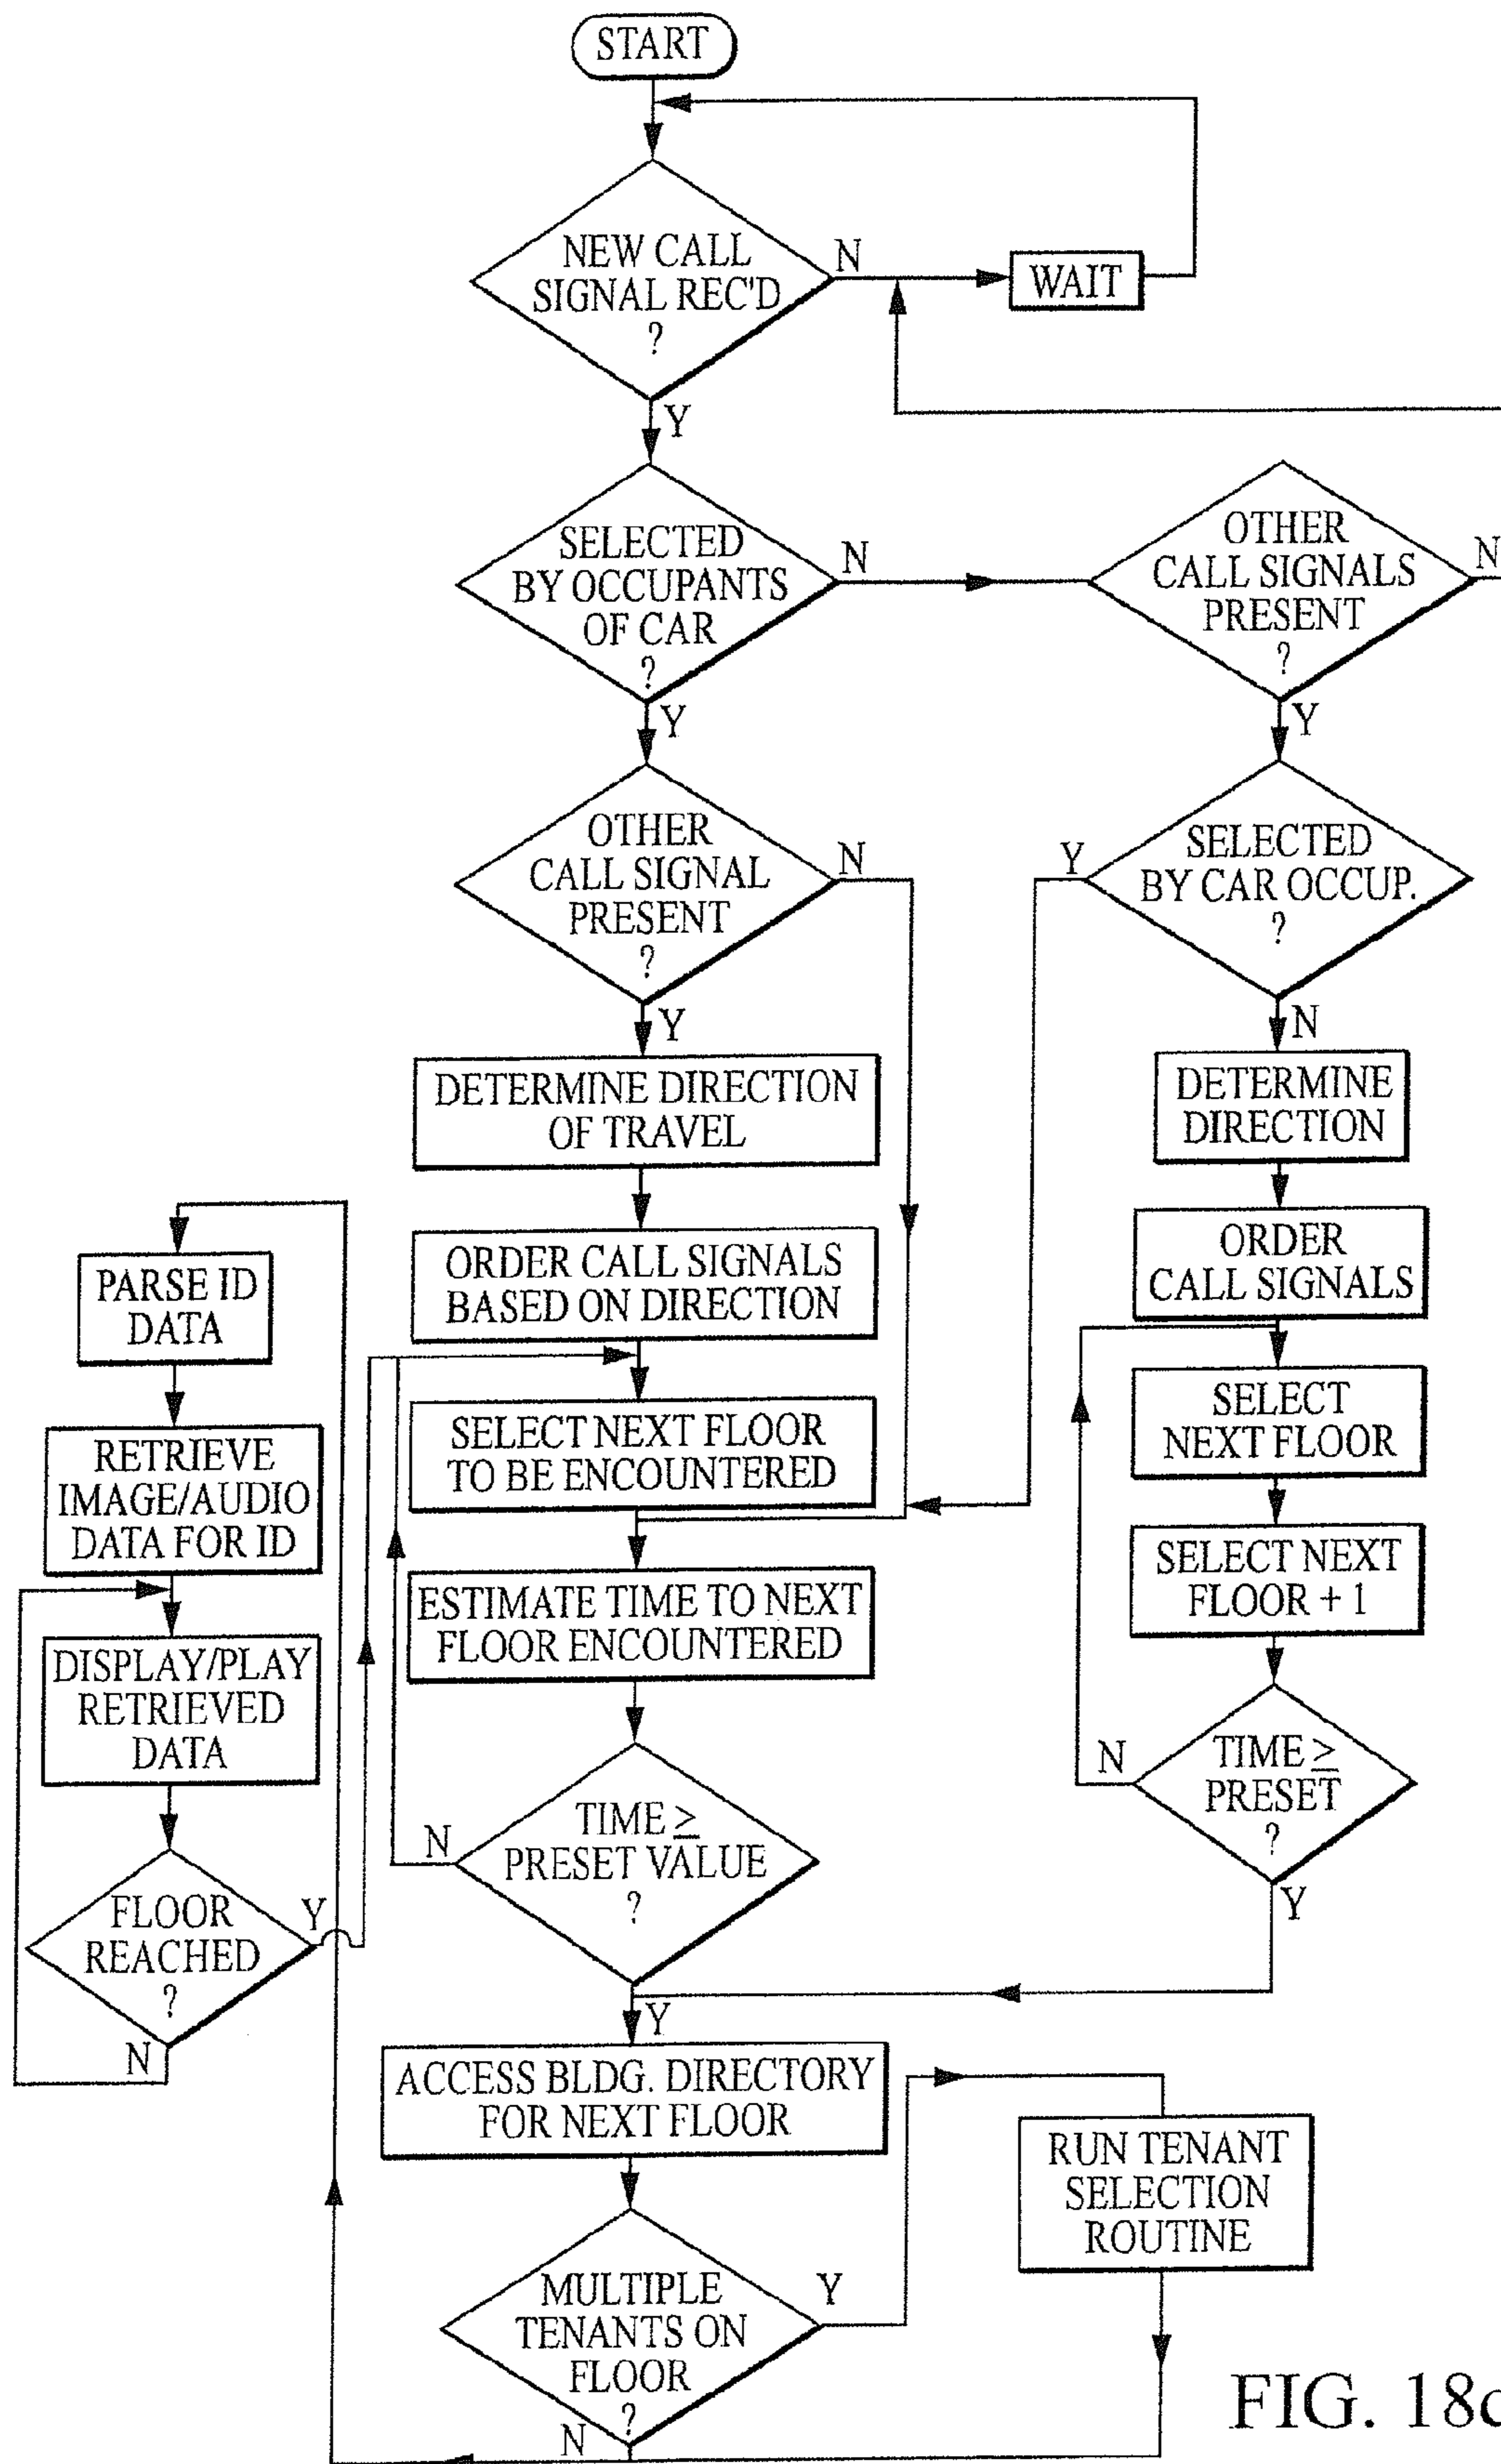 START
NEW CALL
SIGNAL REC'D
?
N
WAIT
Y
SELECTED
BY OCCUPANTS
OF CAR
?
N
OTHER
CALL SIGNALS
PRESENT
?
N
Y
Y
OTHER
CALL SIGNAL
PRESENT
?
N
Y
SELECTED
BY CAR OCCUP.
?
Y
N
DETERMINE DIRECTION
OF TRAVEL
DETERMINE
DIRECTION
PARSE ID
DATA
ORDER CALL SIGNALS
BASED ON DIRECTION
ORDER
CALL SIGNALS
RETRIEVE
IMAGE/AUDIO
DATA FOR ID
SELECT NEXT FLOOR
TO BE ENCOUNTERED
SELECT
NEXT FLOOR
DISPLAY/PLAY
RETRIEVED
DATA
ESTIMATE TIME TO NEXT
FLOOR ENCOUNTERED
SELECT NEXT
FLOOR + 1
FLOOR
REACHED
?
Y
N
TIME ≥
PRESET VALUE
?
N
Y
TIME ≥
PRESET
?
N
Y
ACCESS BLDG. DIRECTORY
FOR NEXT FLOOR
RUN TENANT
SELECTION
ROUTINE
MULTIPLE
TENANTS ON
FLOOR
?
Y
N
FIG. 18c